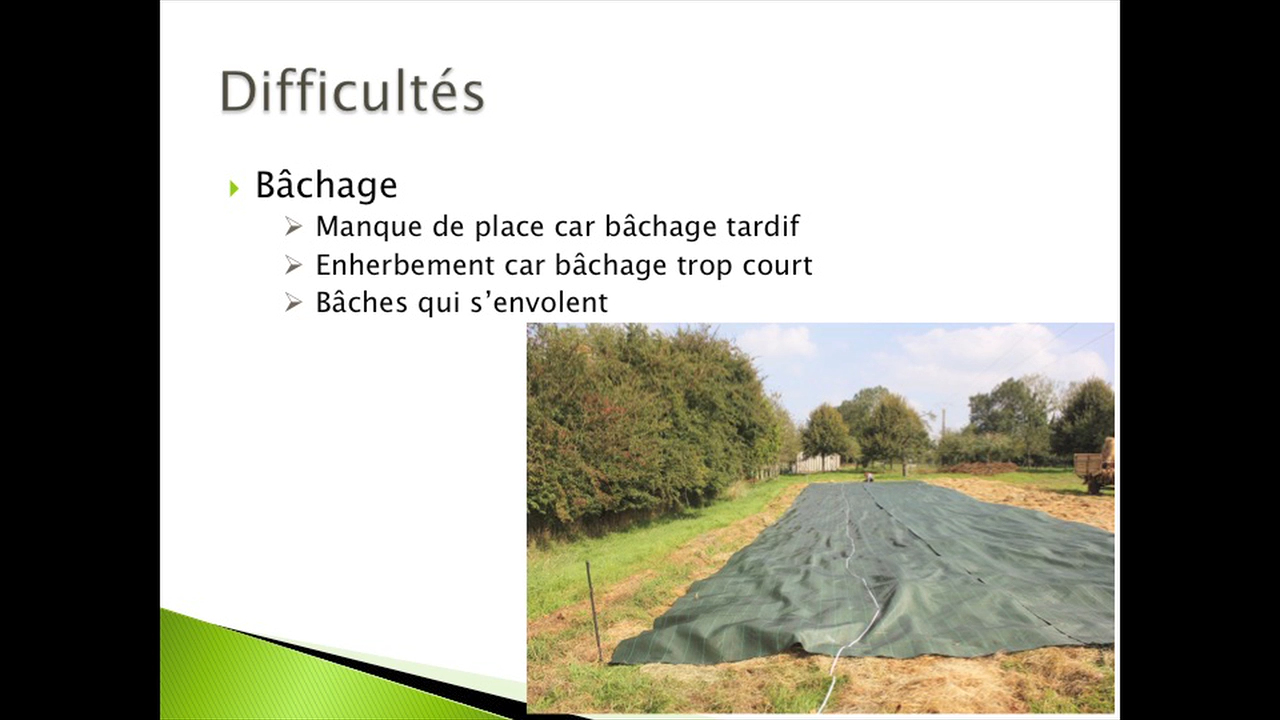 Difficultés
Bâchage
Manque de place car bâchage tardif
Enherbement car bâchage trop court
Bâches qui s’envolent